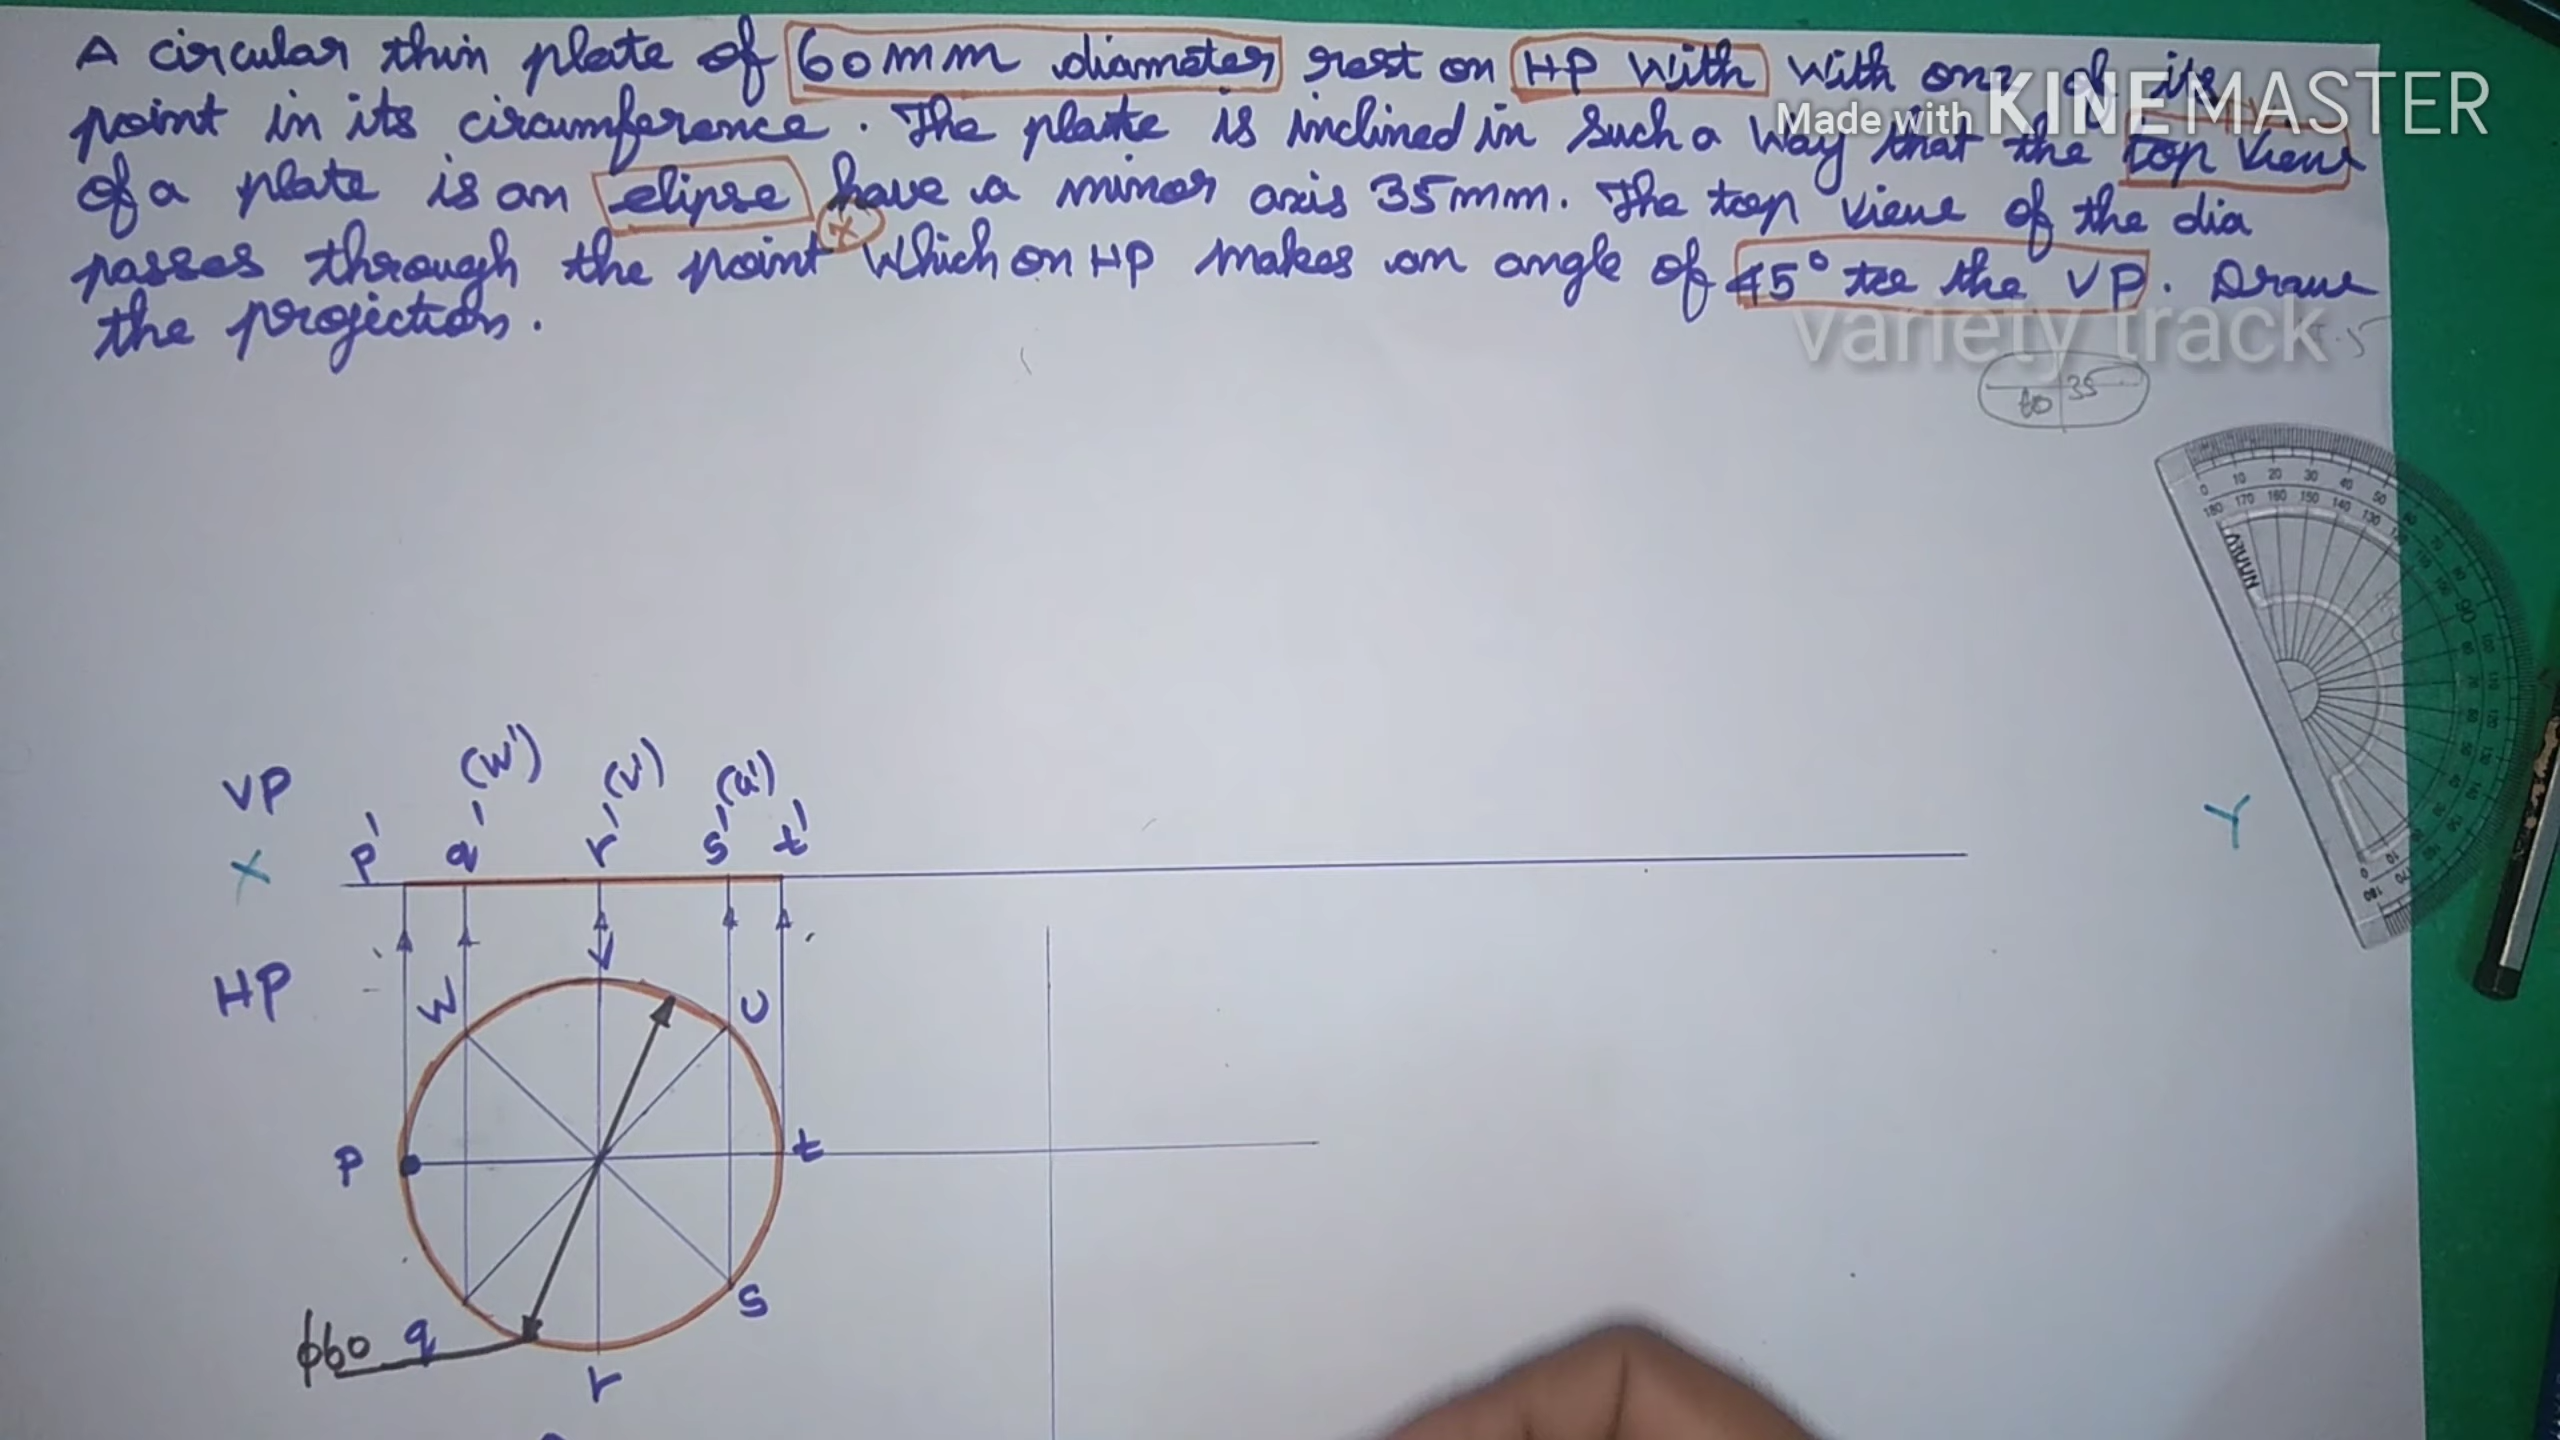 A circular thin plate of 60mm diameter rest on HP with with one of its
Made with KINEMASTER
point in its circumference. The plate is inclined in such a way that the top view
of a plate is an elipse have a minor axis 35mm. The top view of the dia
x
passes through the point which on HP makes an angle of 45° to the VP. Draw
the projection.
variety track
35
VP
(w') (v') (u')
X p' q' r' s' t' Y
HP
V
W U
P t
S
φ60 q
r